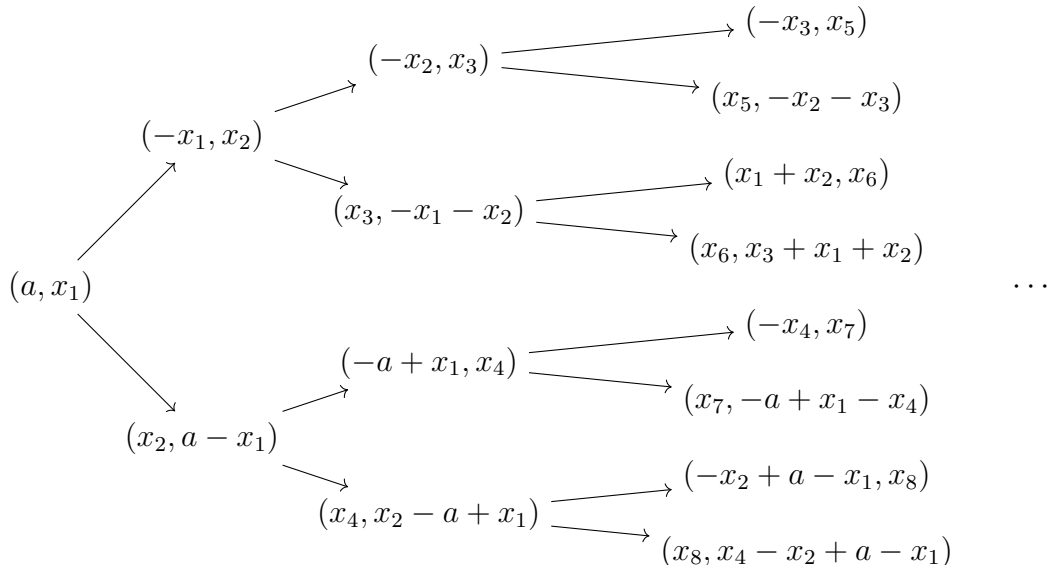 (-x_3, x_5)
(-x_2, x_3)
(x_5, -x_2 - x_3)
(-x_1, x_2)
(x_1 + x_2, x_6)
(x_3, -x_1 - x_2)
(x_6, x_3 + x_1 + x_2)
(a, x_1)
⋯
(-x_4, x_7)
(-a + x_1, x_4)
(x_7, -a + x_1 - x_4)
(x_2, a - x_1)
(-x_2 + a - x_1, x_8)
(x_4, x_2 - a + x_1)
(x_8, x_4 - x_2 + a - x_1)